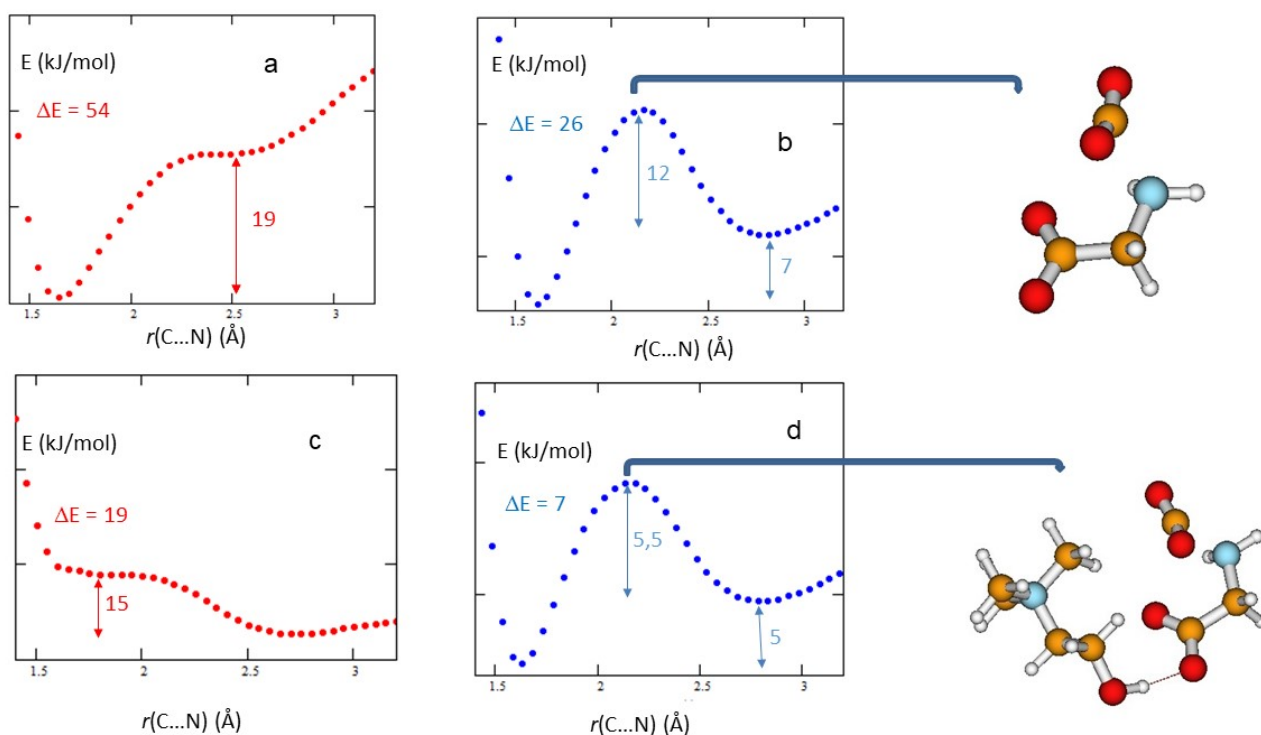 E (kJ/mol)
a
ΔE = 54
19
1.5 2 2.5 3
r(C...N) (Å)
E (kJ/mol)
ΔE = 26
b
12
7
1.5 2 2.5 3
r(C...N) (Å)
E (kJ/mol)
c
ΔE = 19
15
1.5 2 2.5 3
r(C...N) (Å)
E (kJ/mol)
d
ΔE = 7
5,5
5
1.5 2 2.5 3
r(C...N) (Å)